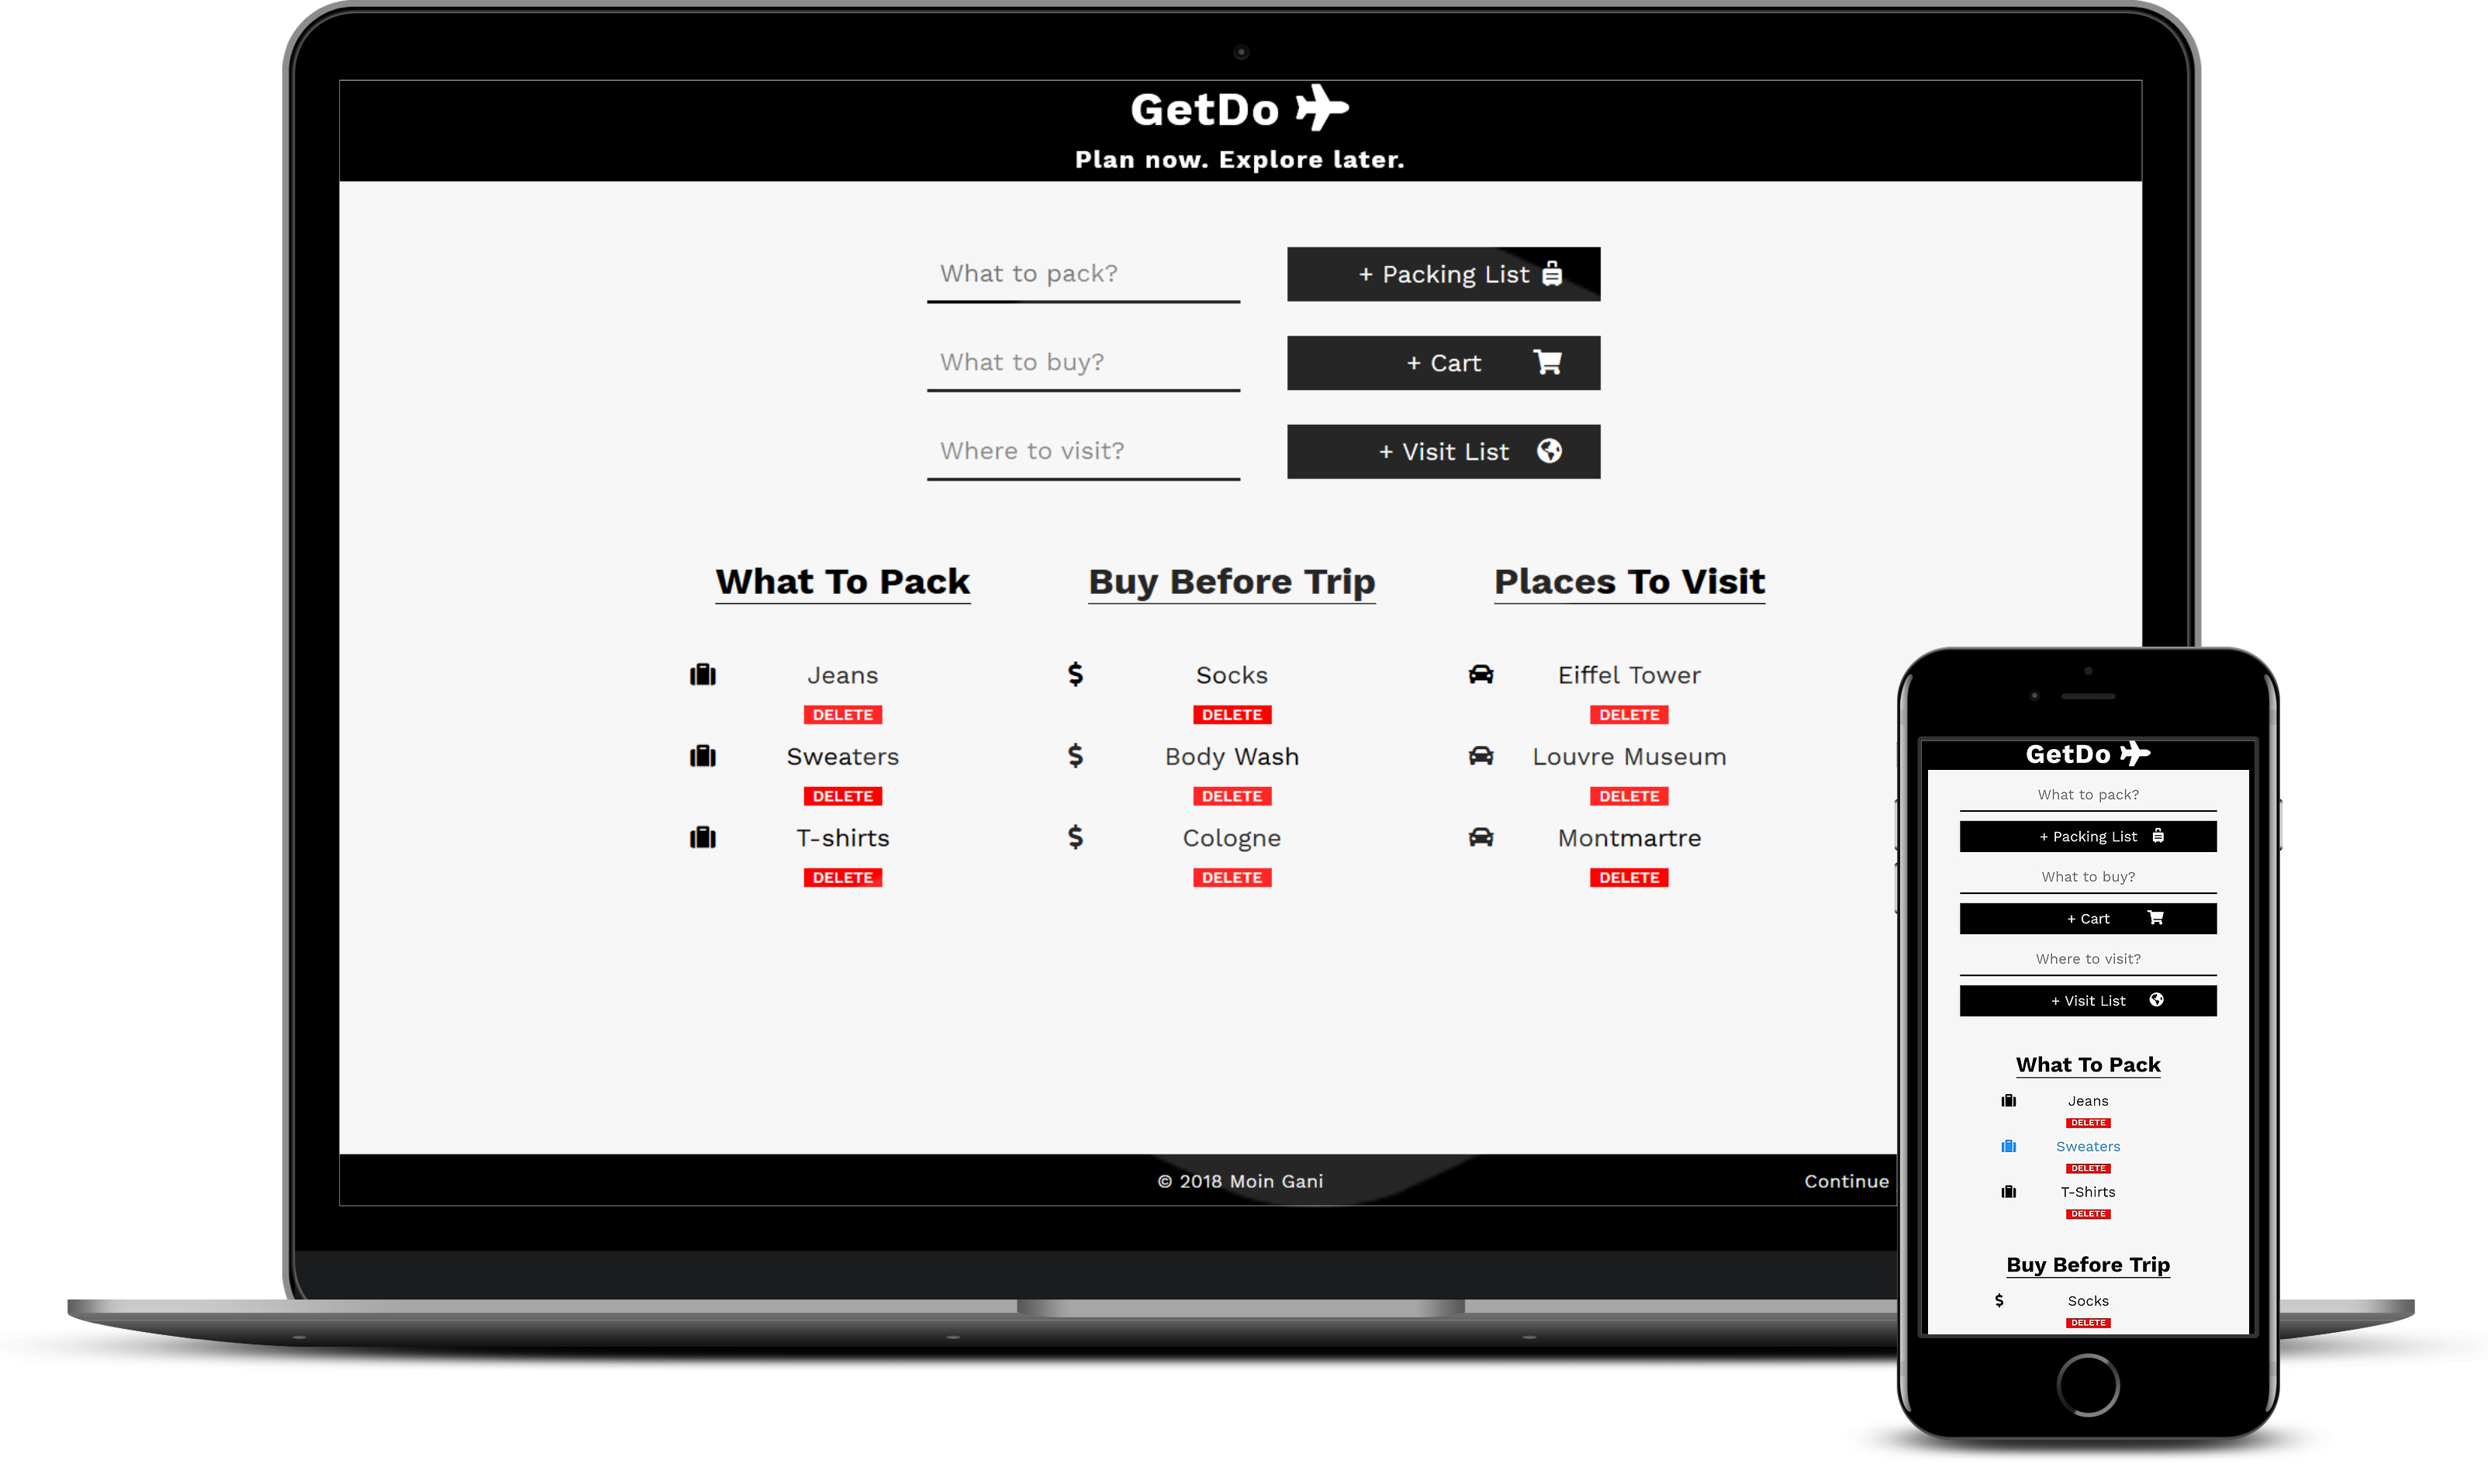 GetDo
Plan now. Explore later.
What to pack?
+ Packing List
What to buy?
+ Cart
Where to visit?
+ Visit List
What To Pack
Jeans
DELETE
Sweaters
DELETE
T-shirts
DELETE
Buy Before Trip
Socks
DELETE
Body Wash
DELETE
Cologne
DELETE
Places To Visit
Eiffel Tower
DELETE
Louvre Museum
DELETE
Montmartre
DELETE
© 2018 Moin Gani
Continue
GetDo
What to pack?
+ Packing List
What to buy?
+ Cart
Where to visit?
+ Visit List
What To Pack
Jeans
DELETE
Sweaters
DELETE
T-Shirts
DELETE
Buy Before Trip
$ Socks
DELETE